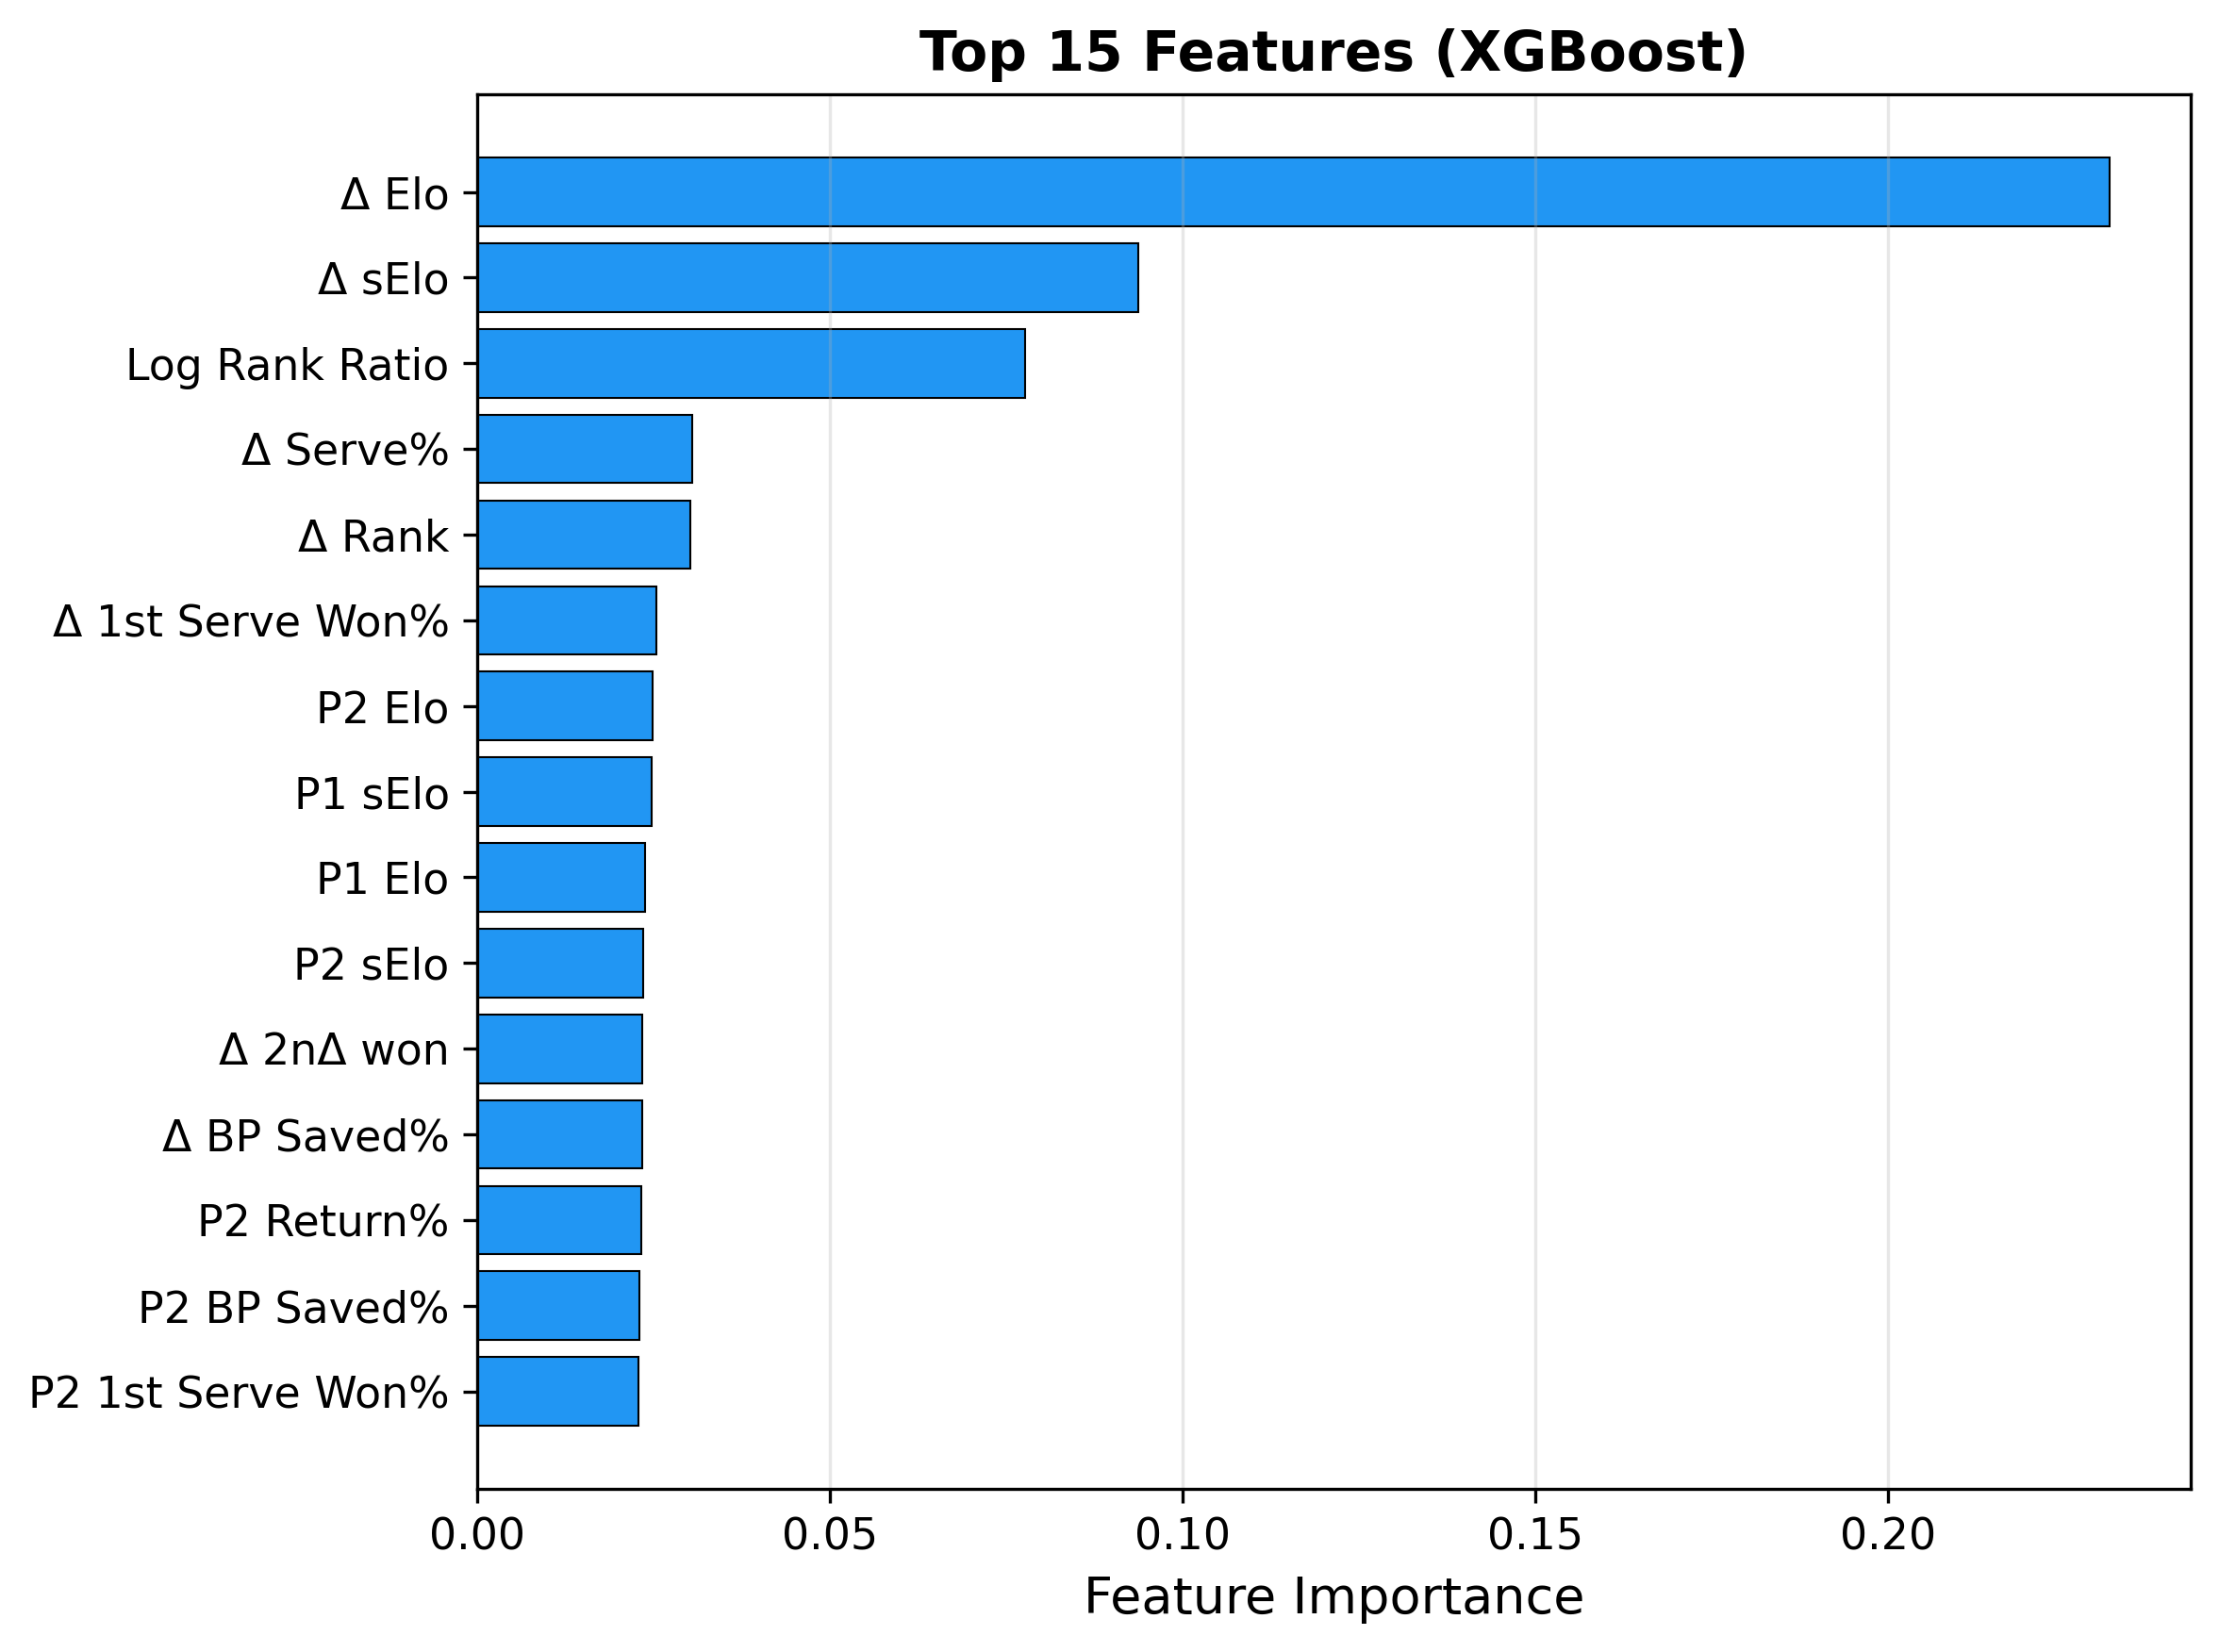 Top 15 Features (XGBoost)
Δ Elo
Δ sElo
Log Rank Ratio
Δ Serve%
Δ Rank
Δ 1st Serve Won%
P2 Elo
P1 sElo
P1 Elo
P2 sElo
Δ 2nΔ won
Δ BP Saved%
P2 Return%
P2 BP Saved%
P2 1st Serve Won%
0.00 0.05 0.10 0.15 0.20
Feature Importance